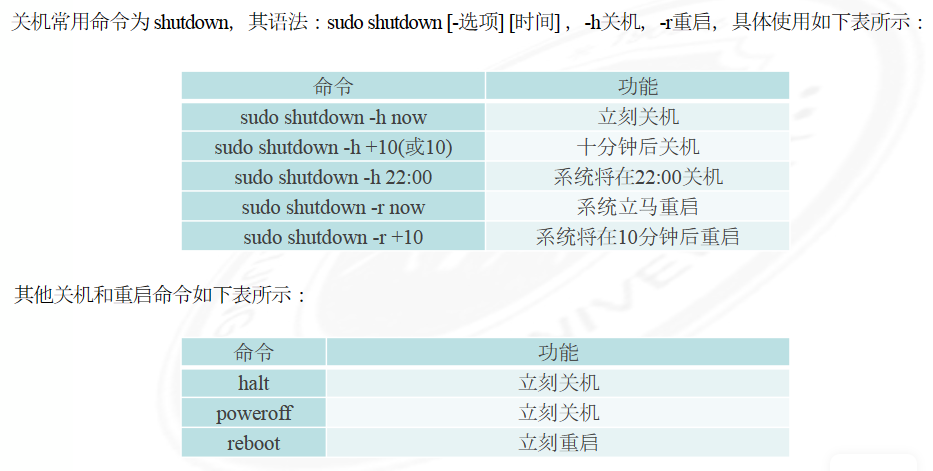 关机常用命令为 shutdown，其语法：sudo shutdown [-选项] [时间] ，-h关机，-r重启，具体使用如下表所示：
命令 功能
sudo shutdown -h now 立刻关机
sudo shutdown -h +10(或10) 十分钟后关机
sudo shutdown -h 22:00 系统将在22:00关机
sudo shutdown -r now 系统立马重启
sudo shutdown -r +10 系统将在10分钟后重启
其他关机和重启命令如下表所示：
命令 功能
halt 立刻关机
poweroff 立刻关机
reboot 立刻重启